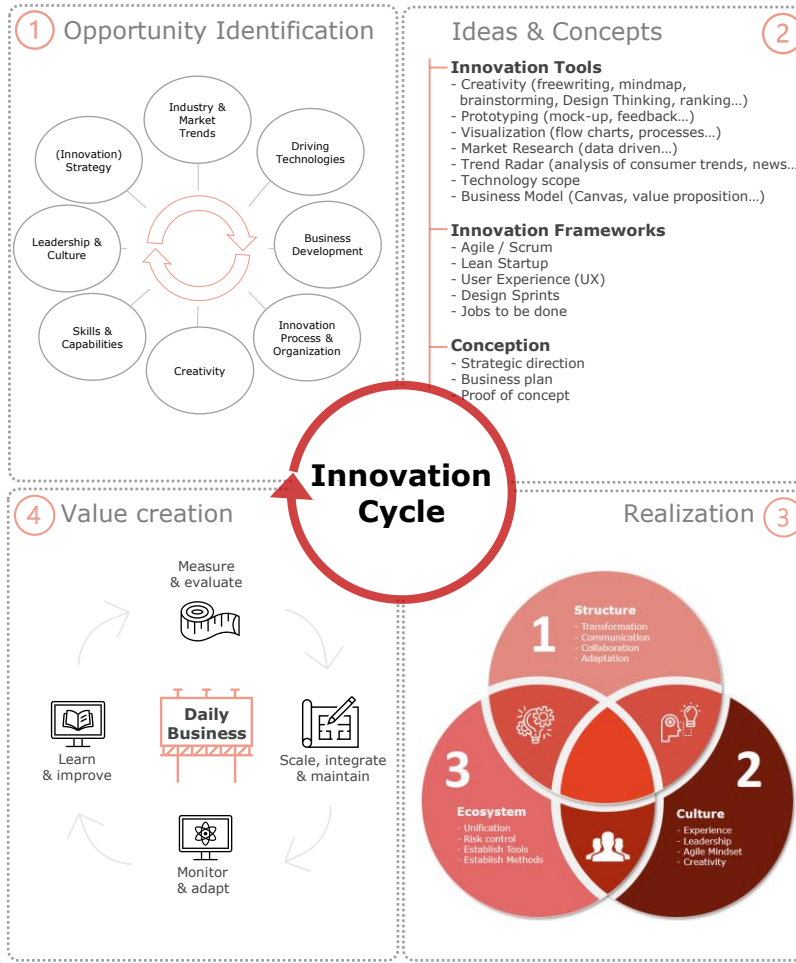 1 Opportunity Identification
Industry &
Market
Trends
Driving
Technologies
Business
Development
Innovation
Process &
Organization
Creativity
Skills &
Capabilities
Leadership &
Culture
(Innovation)
Strategy
Ideas & Concepts 2
Innovation Tools
- Creativity (freewriting, mindmap,
brainstorming, Design Thinking, ranking…)
- Prototyping (mock-up, feedback…)
- Visualization (flow charts, processes…)
- Market Research (data driven…)
- Trend Radar (analysis of consumer trends, news…
- Technology scope
- Business Model (Canvas, value proposition…)
Innovation Frameworks
- Agile / Scrum
- Lean Startup
- User Experience (UX)
- Design Sprints
- Jobs to be done
Conception
- Strategic direction
- Business plan
- Proof of concept
Innovation
Cycle
Realization 3
1
Structure
- Transformation
- Communication
- Collaboration
- Adaptation
2
Culture
- Experience
- Leadership
- Agile Mindset
- Creativity
3
Ecosystem
- Unification
- Risk control
- Establish Tools
- Establish Methods
4 Value creation
Measure
& evaluate
Scale, integrate
& maintain
Monitor
& adapt
Learn
& improve
Daily
Business